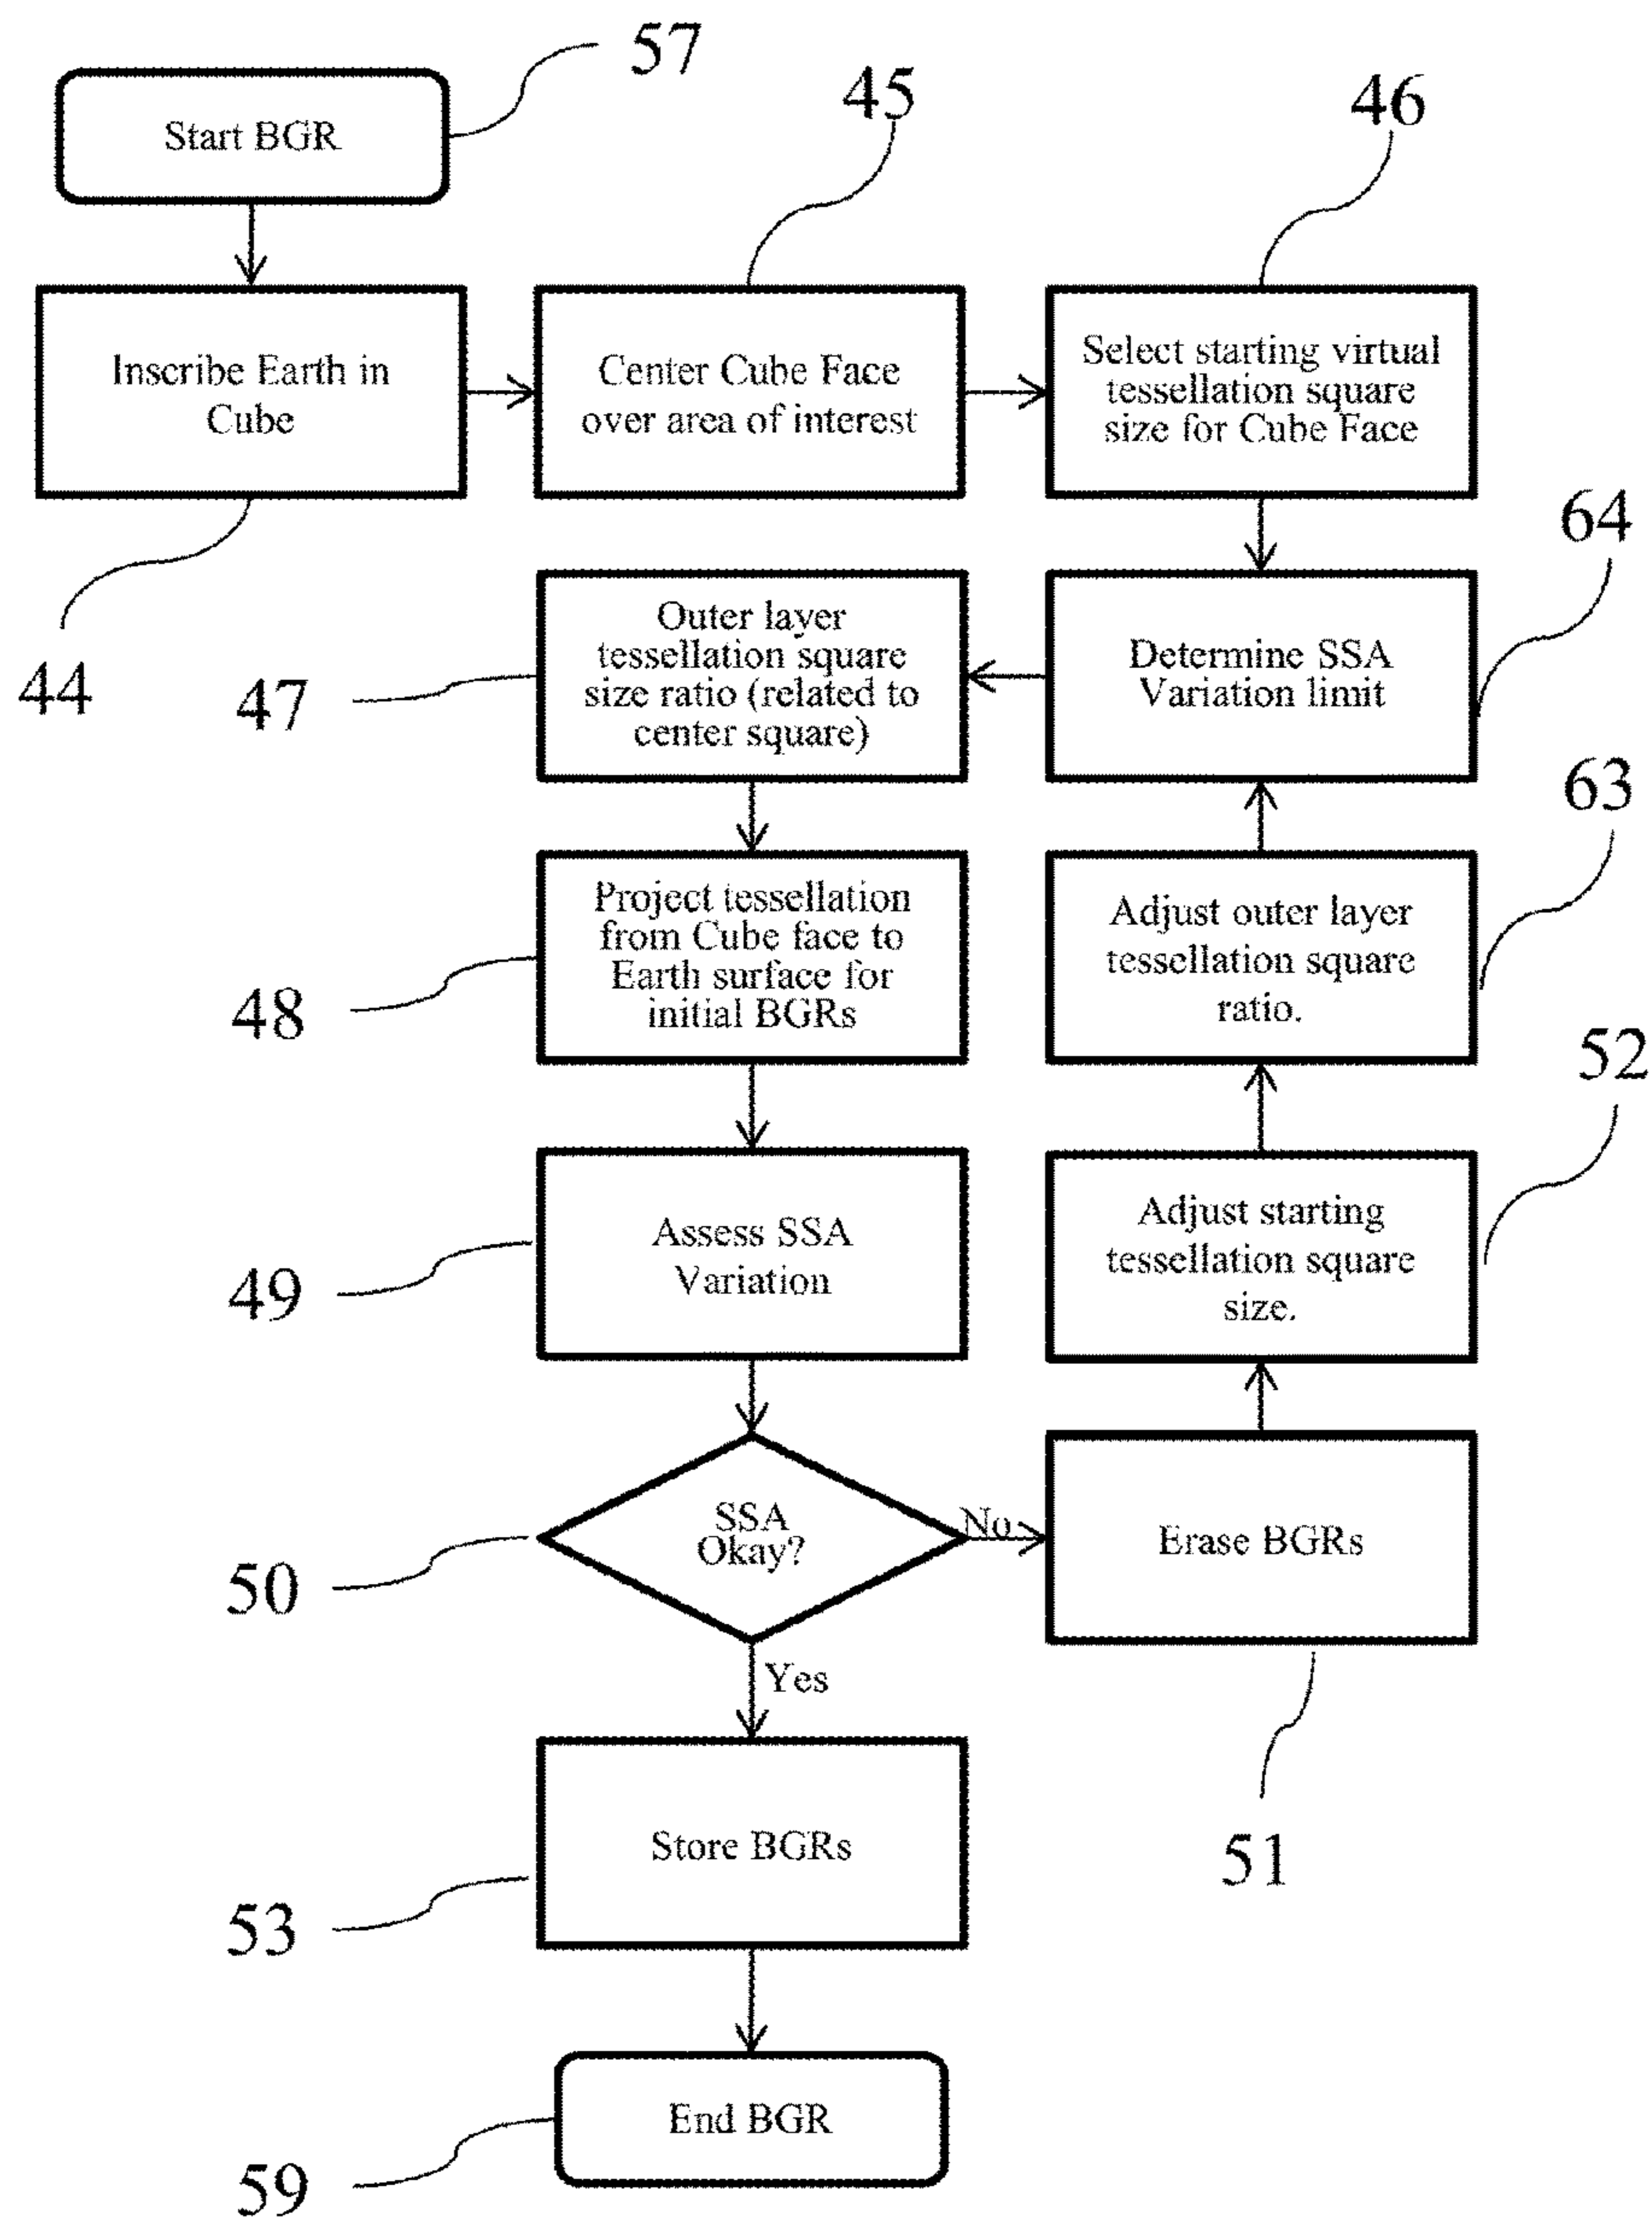 57
Start BGR
45
46
Inscribe Earth in
Cube
Center Cube Face
over area of interest
Select starting virtual
tessellation square
size for Cube Face
44
64
Outer layer
tessellation square
size ratio (related to
center square)
47
Determine SSA
Variation limit
63
Project tessellation
from Cube face to
Earth surface for
initial BGRs
48
Adjust outer layer
tessellation square
ratio.
52
Assess SSA
Variation
49
Adjust starting
tessellation square
size.
SSA
Okay?
50
No
Erase BGRs
Yes
51
Store BGRs
53
End BGR
59